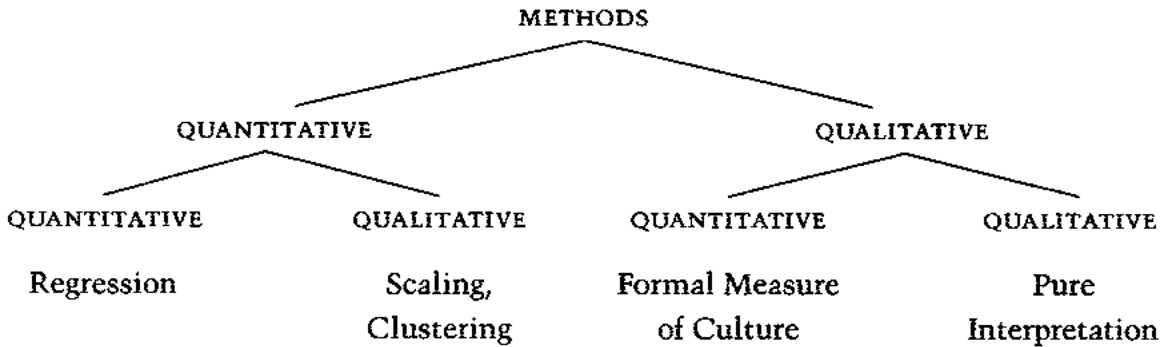 METHODS
QUANTITATIVE QUALITATIVE
QUANTITATIVE QUALITATIVE QUANTITATIVE QUALITATIVE
Regression Scaling, Formal Measure Pure
Clustering of Culture Interpretation